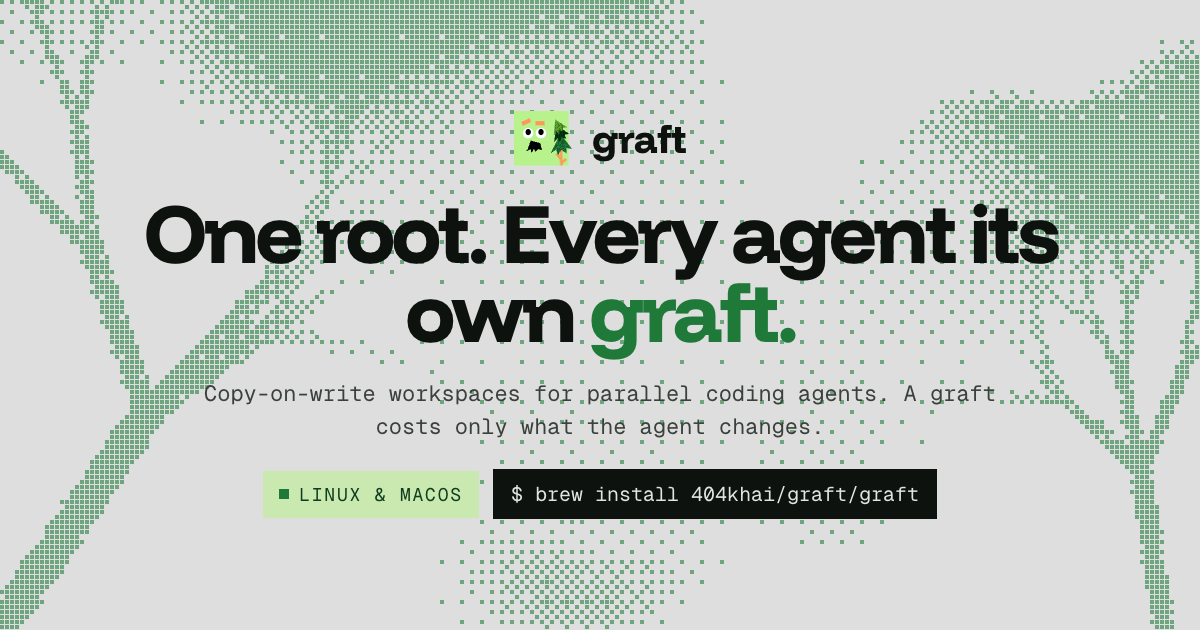 graft
One root. Every agent its
own graft.
Copy-on-write workspaces for parallel coding agents. A graft
costs only what the agent changes.
LINUX & MACOS
$ brew install 404khai/graft/graft